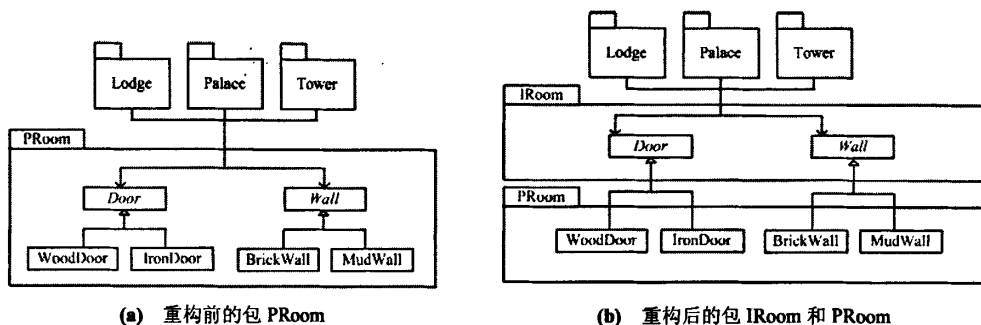 Lodge
Palace
Tower
PRoom
Door
Wall
WoodDoor
IronDoor
BrickWall
MudWall
(a) 重构前的包 PRoom
Lodge
Palace
Tower
IRoom
Door
Wall
PRoom
WoodDoor
IronDoor
BrickWall
MudWall
(b) 重构后的包 IRoom 和 PRoom